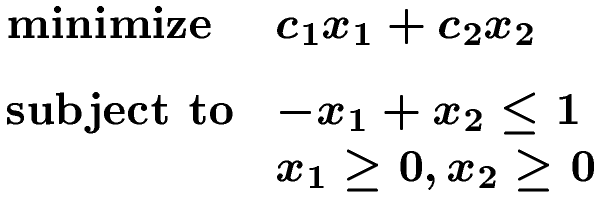 minimize c₁x₁ + c₂x₂
subject to −x₁ + x₂ ≤ 1
x₁ ≥ 0, x₂ ≥ 0